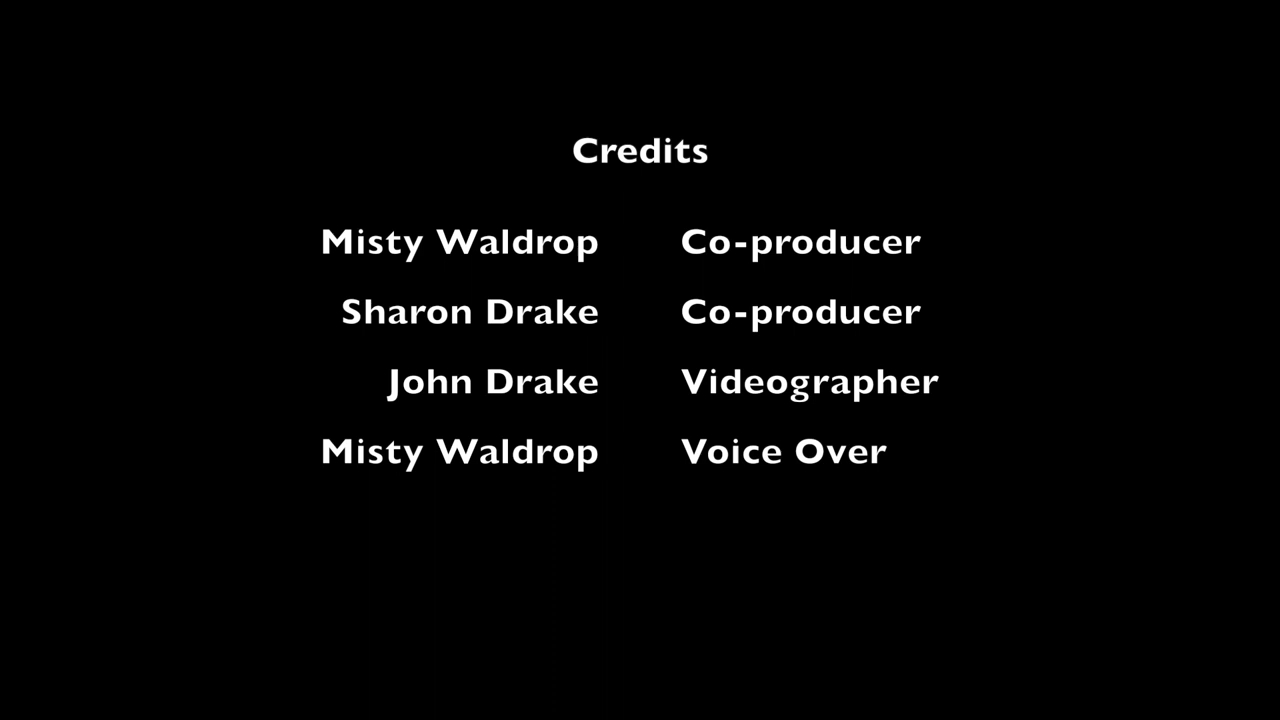 Credits
Misty Waldrop Co-producer
Sharon Drake Co-producer
John Drake Videographer
Misty Waldrop Voice Over